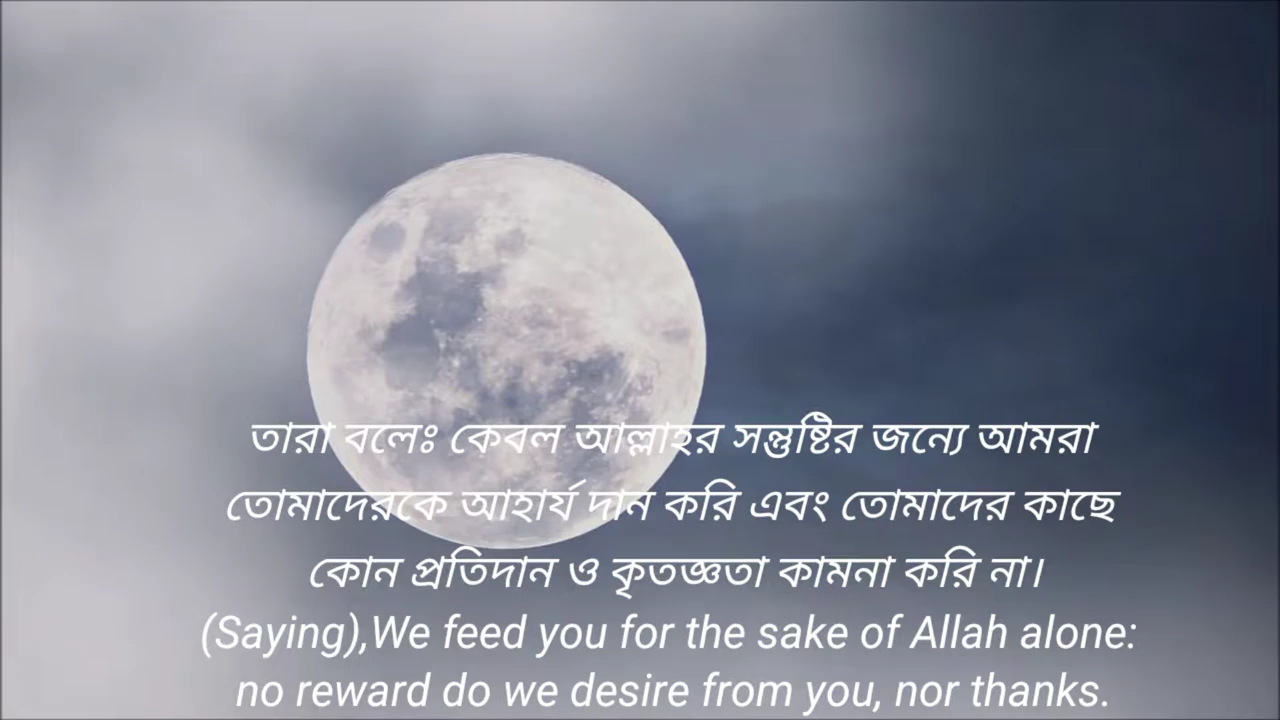 তারা বলেঃ কেবল আল্লাহর সন্তুষ্টির জন্যে আমরা
তোমাদেরকে আহার্য দান করি এবং তোমাদের কাছে
কোন প্রতিদান ও কৃতজ্ঞতা কামনা করি না।
(Saying),We feed you for the sake of Allah alone:
no reward do we desire from you, nor thanks.